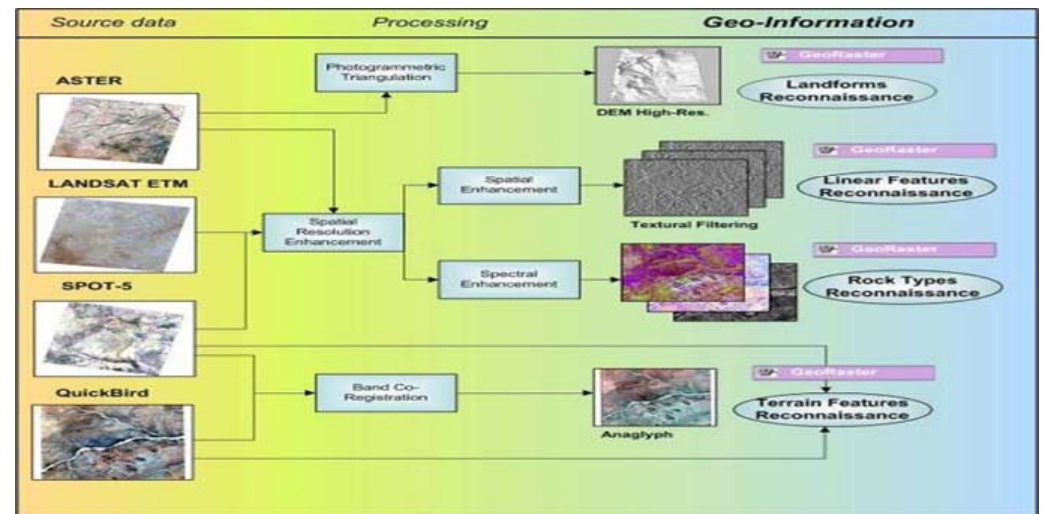 Source data
Processing
Geo-Information
ASTER
LANDSAT ETM
SPOT-5
QuickBird
Photogrammetric
Triangulation
Spatial
Resolution
Enhancement
Spatial
Enhancement
Spectral
Enhancement
Band Co-
Registration
DEM High-Res.
Textural Filtering
Anaglyph
GeoRaster
Landforms
Reconnaissance
GeoRaster
Linear Features
Reconnaissance
GeoRaster
Rock Types
Reconnaissance
GeoRaster
Terrain Features
Reconnaissance